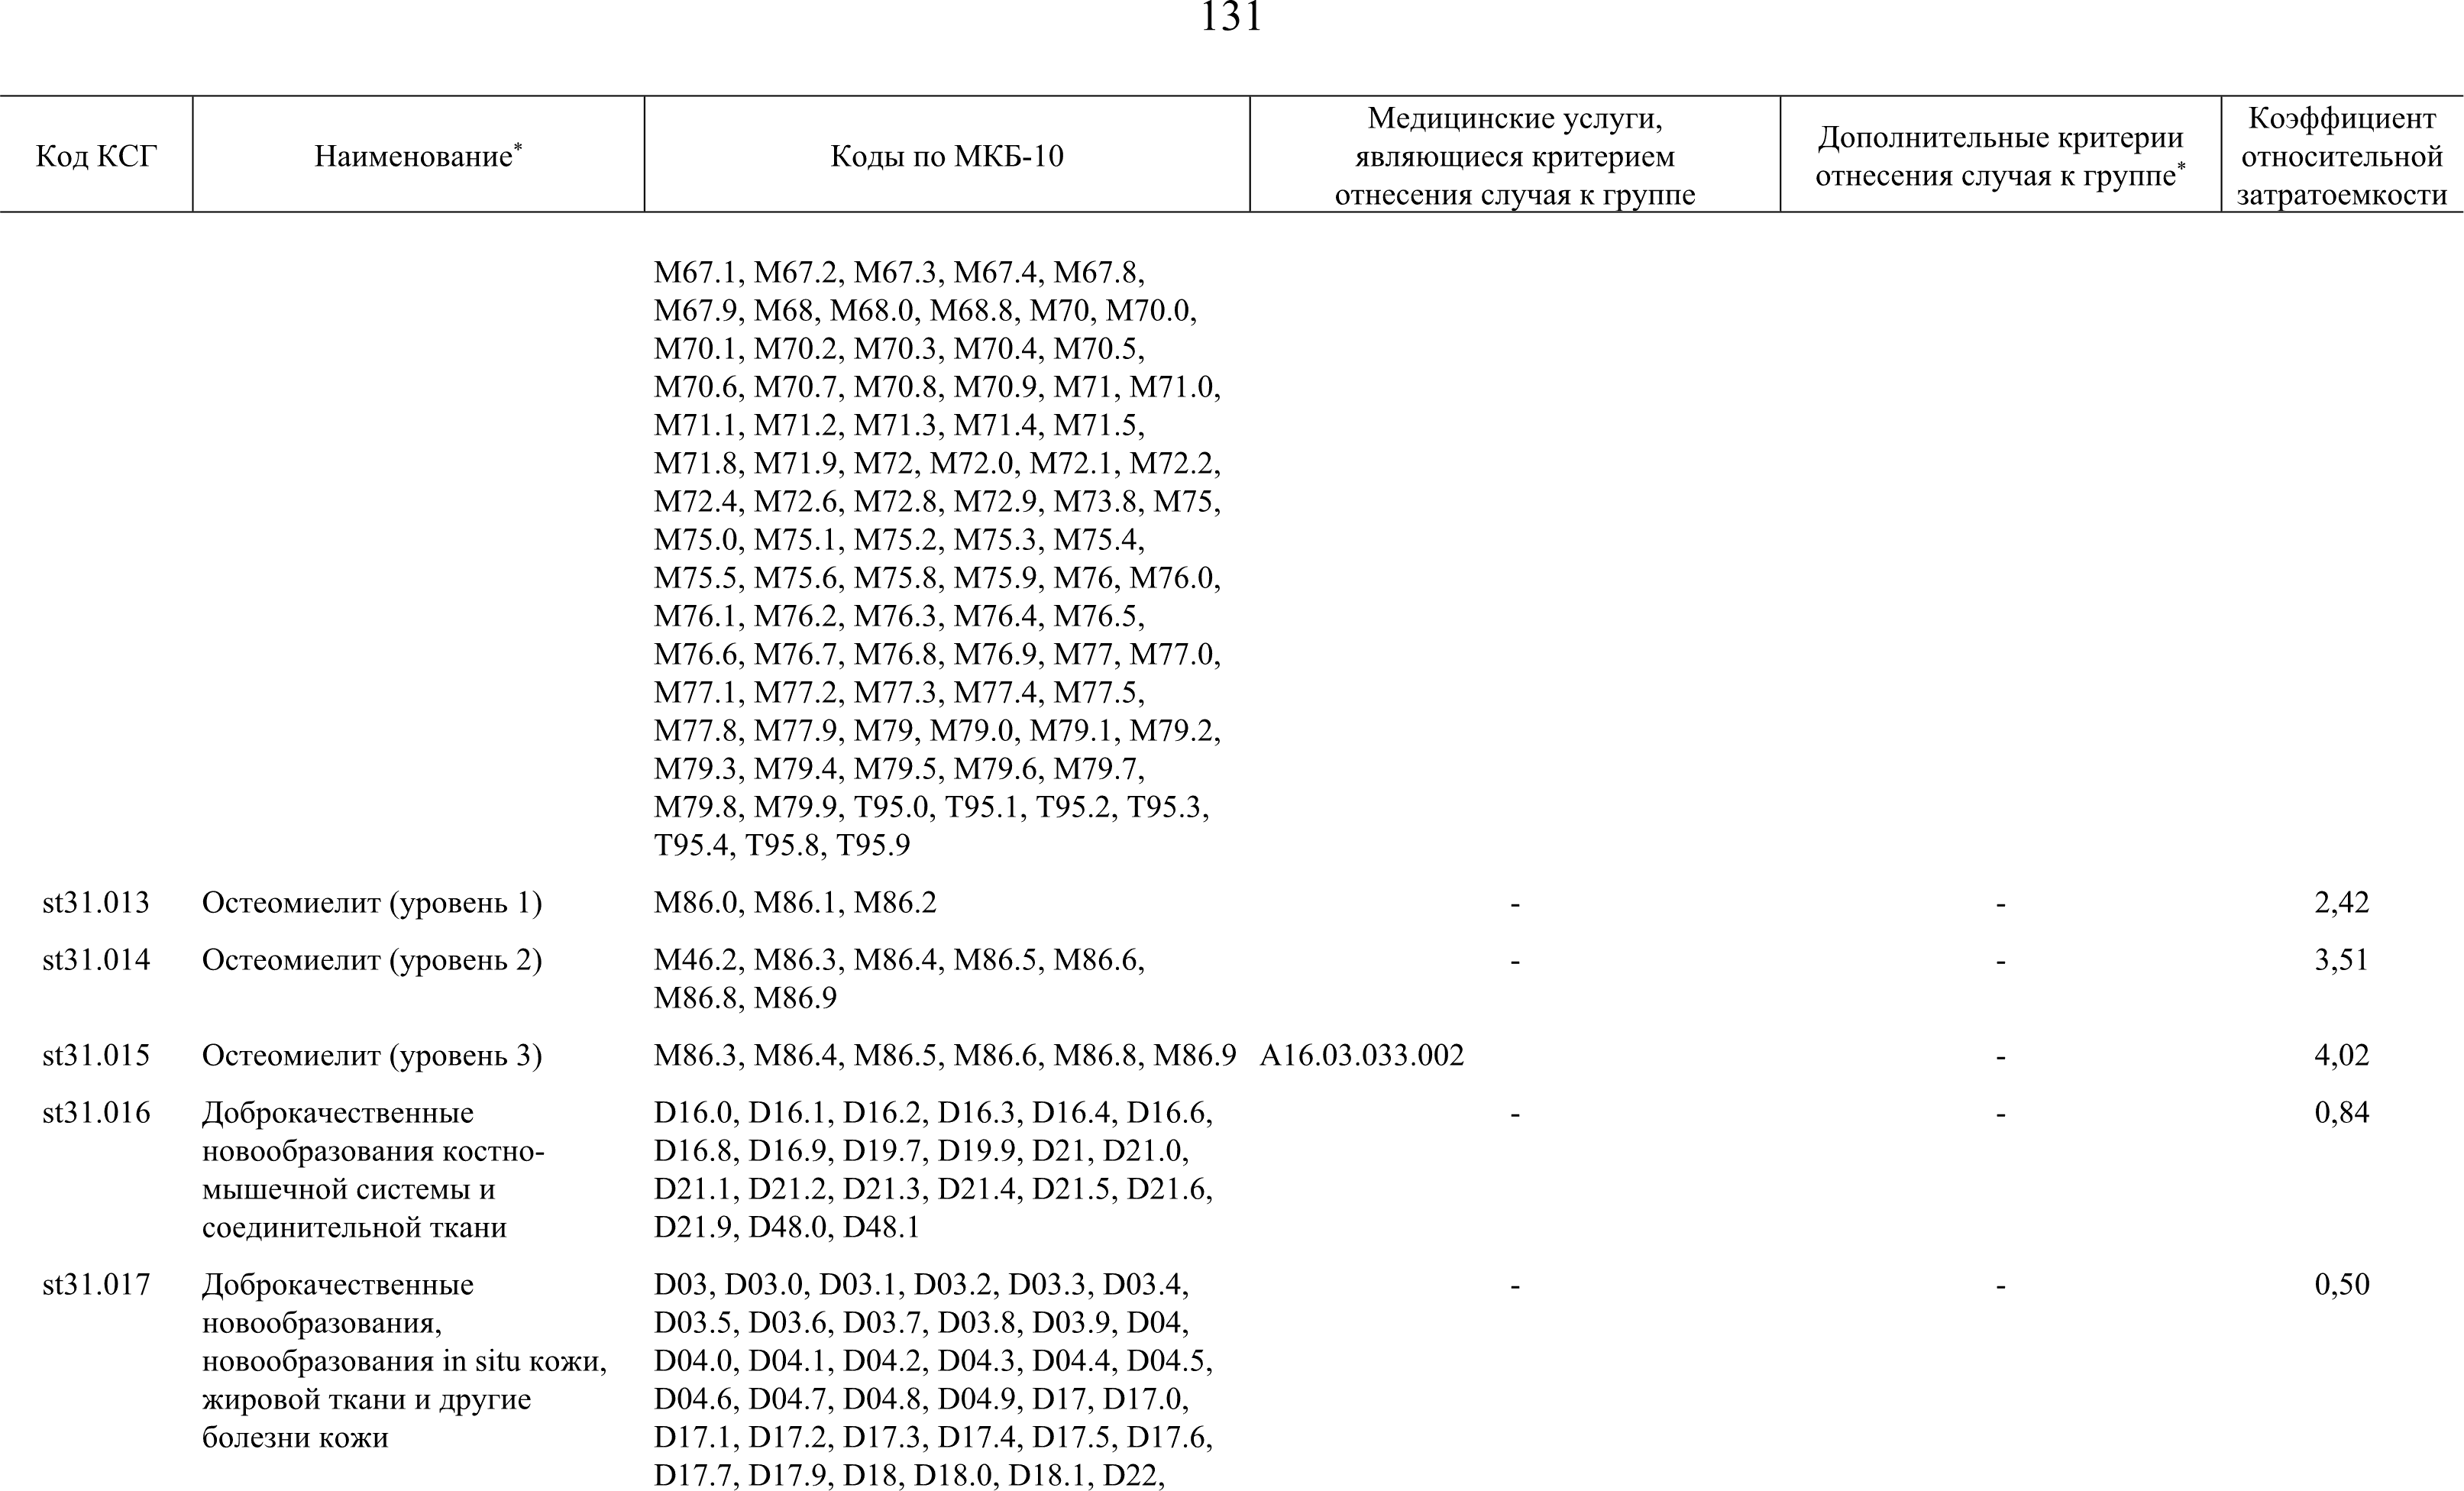 131
Код КСГ
Наименование*
Коды по МКБ-10
Медицинские услуги,
являющиеся критерием
отнесения случая к группе
Дополнительные критерии
отнесения случая к группе*
Коэффициент
относительной
затратоемкости
M67.1, M67.2, M67.3, M67.4, M67.8,
M67.9, M68, M68.0, M68.8, M70, M70.0,
M70.1, M70.2, M70.3, M70.4, M70.5,
M70.6, M70.7, M70.8, M70.9, M71, M71.0,
M71.1, M71.2, M71.3, M71.4, M71.5,
M71.8, M71.9, M72, M72.0, M72.1, M72.2,
M72.4, M72.6, M72.8, M72.9, M73.8, M75,
M75.0, M75.1, M75.2, M75.3, M75.4,
M75.5, M75.6, M75.8, M75.9, M76, M76.0,
M76.1, M76.2, M76.3, M76.4, M76.5,
M76.6, M76.7, M76.8, M76.9, M77, M77.0,
M77.1, M77.2, M77.3, M77.4, M77.5,
M77.8, M77.9, M79, M79.0, M79.1, M79.2,
M79.3, M79.4, M79.5, M79.6, M79.7,
M79.8, M79.9, T95.0, T95.1, T95.2, T95.3,
T95.4, T95.8, T95.9
st31.013 Остеомиелит (уровень 1) M86.0, M86.1, M86.2 - - 2,42
st31.014 Остеомиелит (уровень 2) M46.2, M86.3, M86.4, M86.5, M86.6, - - 3,51
M86.8, M86.9
st31.015 Остеомиелит (уровень 3) M86.3, M86.4, M86.5, M86.6, M86.8, M86.9 A16.03.033.002 - 4,02
st31.016 Доброкачественные D16.0, D16.1, D16.2, D16.3, D16.4, D16.6, - - 0,84
новообразования костно- D16.8, D16.9, D19.7, D19.9, D21, D21.0,
мышечной системы и D21.1, D21.2, D21.3, D21.4, D21.5, D21.6,
соединительной ткани D21.9, D48.0, D48.1
st31.017 Доброкачественные D03, D03.0, D03.1, D03.2, D03.3, D03.4, - - 0,50
новообразования, D03.5, D03.6, D03.7, D03.8, D03.9, D04,
новообразования in situ кожи, D04.0, D04.1, D04.2, D04.3, D04.4, D04.5,
жировой ткани и другие D04.6, D04.7, D04.8, D04.9, D17, D17.0,
болезни кожи D17.1, D17.2, D17.3, D17.4, D17.5, D17.6,
D17.7, D17.9, D18, D18.0, D18.1, D22,